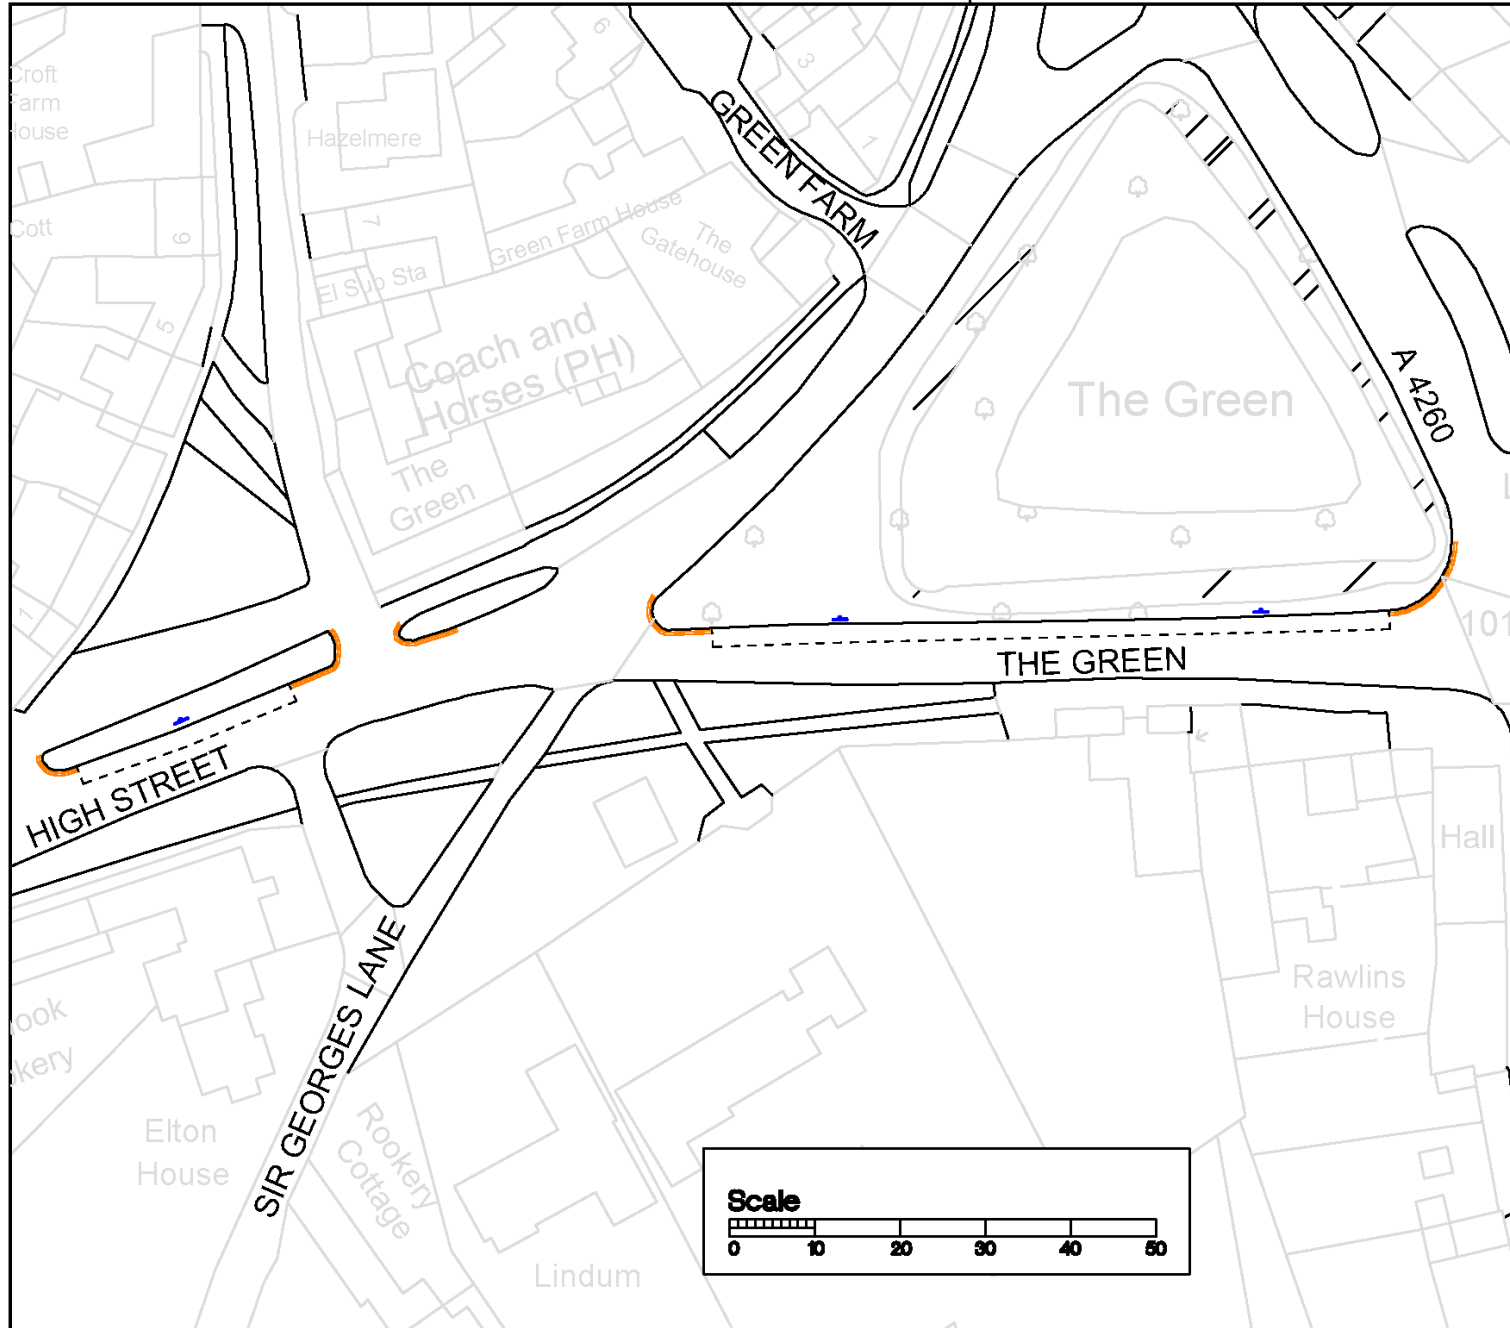 Croft
Farm
House
Hazelmere
6
3
1
GREEN FARM
Cott
6
7
Green Farm House
The
Gatehouse
El Sub Sta
5
Coach and
Horses (PH)
The Green
A 4260
The
Green
1
THE GREEN
101
HIGH STREET
Hall
SIR GEORGES LANE
Rawlins
House
Elton
House
Rookery
Cottage
Lindum
Scale
0 10 20 30 40 50